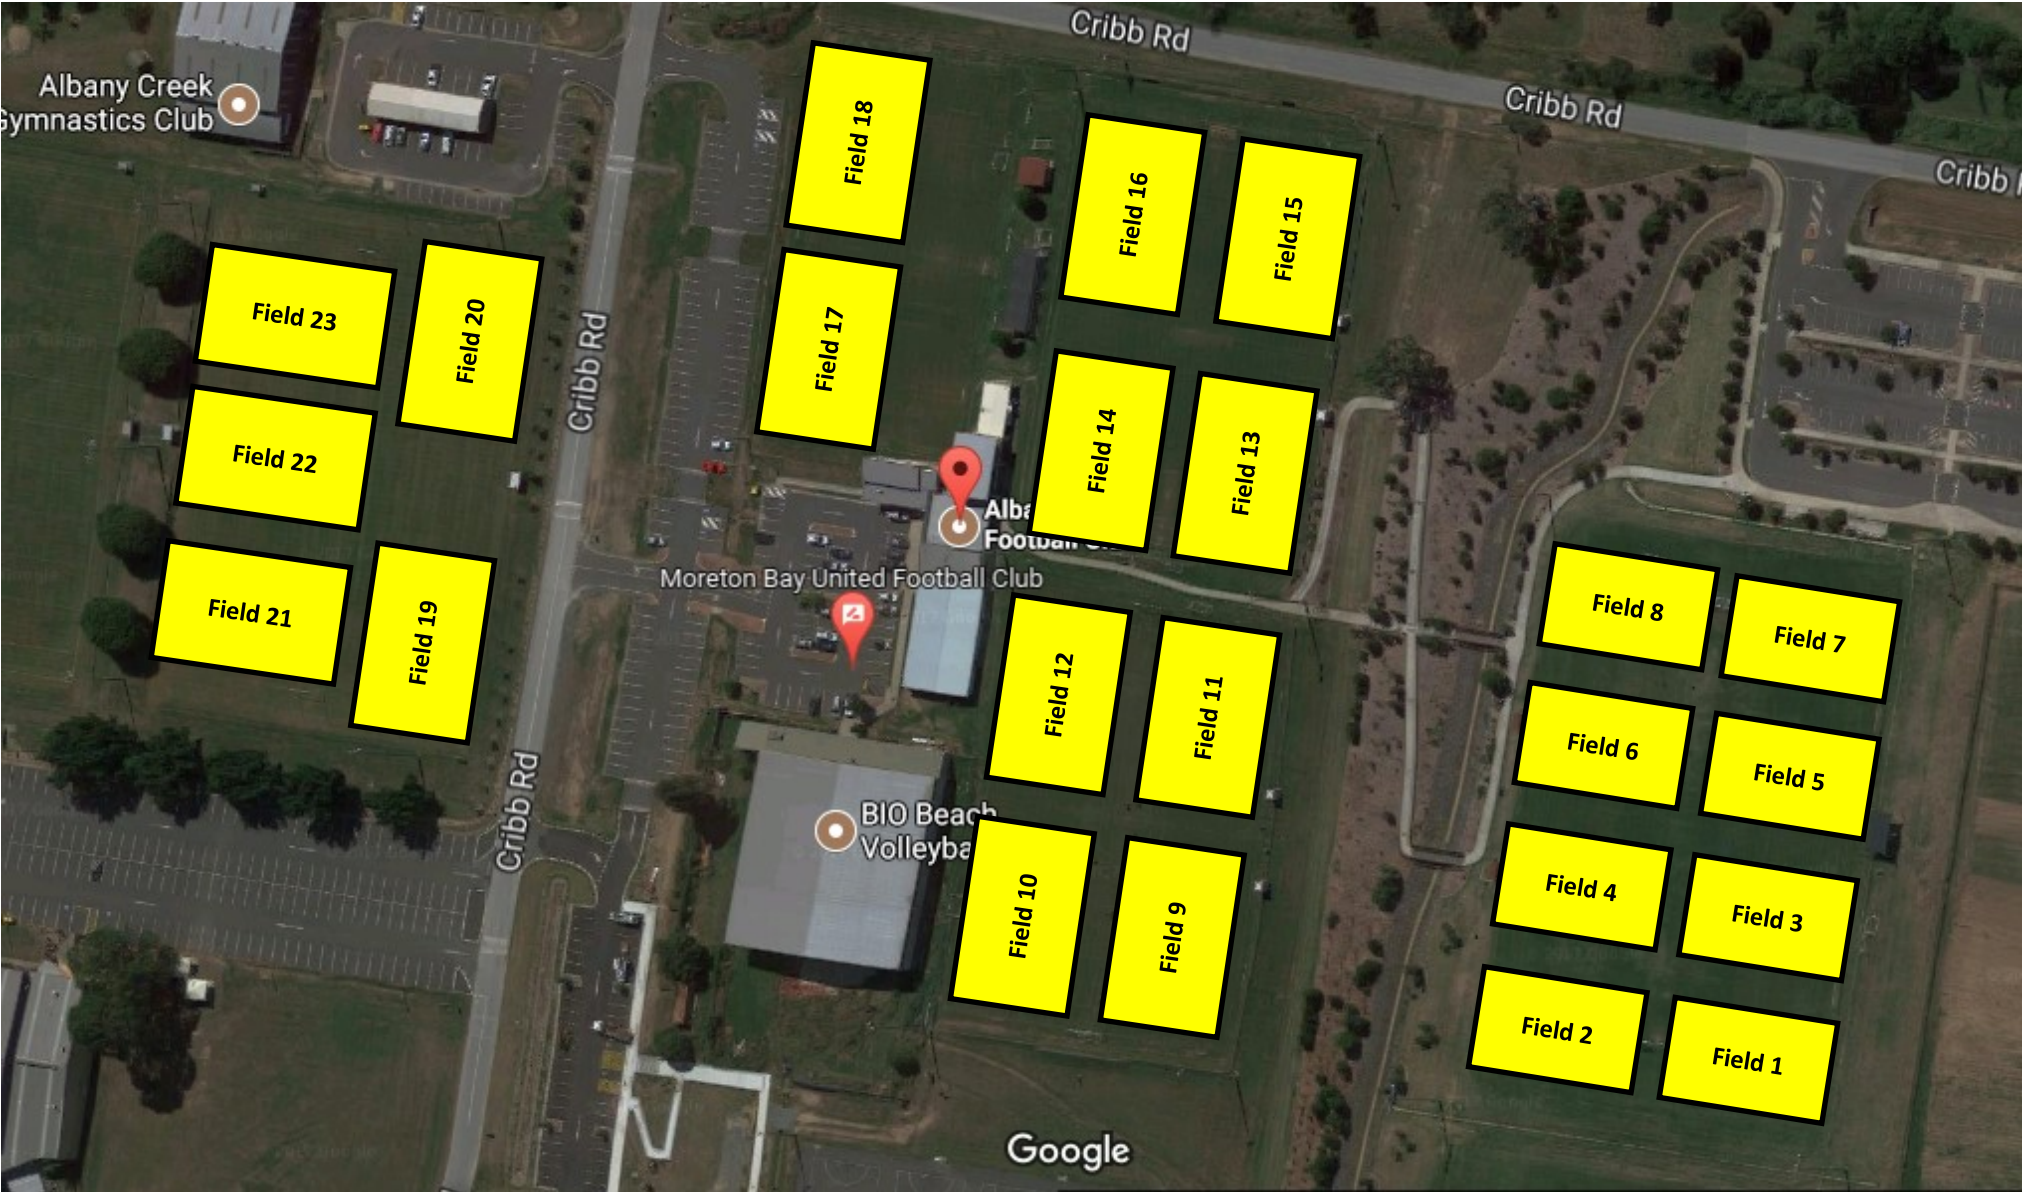 Cribb Rd
Cribb Rd
Cribb R
Albany Creek
Gymnastics Club
Field 18
Field 16
Field 15
Field 23
Field 20
Field 17
Cribb Rd
Field 22
Field 14
Field 13
Alba
Football
Moreton Bay United Football Club
Field 21
Field 19
Field 12
Field 11
Field 8
Field 7
Field 6
Field 5
Cribb Rd
BIO Beach
Volleyba
Field 10
Field 9
Field 4
Field 3
Field 2
Field 1
Google